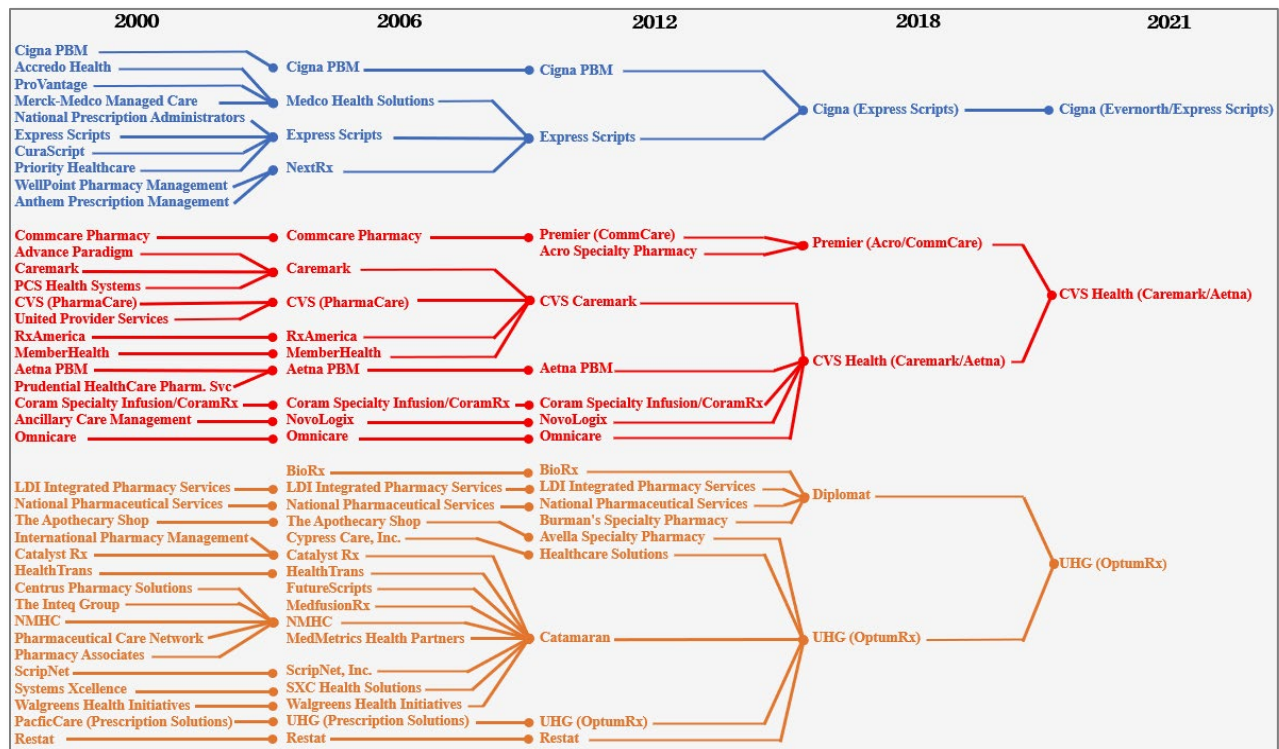 2000 2006 2012 2018 2021
Cigna PBM
Accredo Health
ProVantage
Merck-Medco Managed Care
National Prescription Administrators
Express Scripts
CuraScript
Priority Healthcare
WellPoint Pharmacy Management
Anthem Prescription Management
Cigna PBM
Medco Health Solutions
Express Scripts
NextRx
Cigna PBM
Express Scripts
Cigna (Express Scripts)
Cigna (Evernorth/Express Scripts)
Commcare Pharmacy
Advance Paradigm
Caremark
PCS Health Systems
CVS (PharmaCare)
United Provider Services
RxAmerica
MemberHealth
Aetna PBM
Prudential HealthCare Pharm. Svc
Coram Specialty Infusion/CoramRx
Ancillary Care Management
Omnicare
Commcare Pharmacy
Caremark
CVS (PharmaCare)
RxAmerica
MemberHealth
Aetna PBM
Coram Specialty Infusion/CoramRx
NovoLogix
Omnicare
Premier (CommCare)
Acro Specialty Pharmacy
CVS Caremark
Aetna PBM
Coram Specialty Infusion/CoramRx
NovoLogix
Omnicare
Premier (Acro/CommCare)
CVS Health (Caremark/Aetna)
CVS Health (Caremark/Aetna)
LDI Integrated Pharmacy Services
National Pharmaceutical Services
The Apothecary Shop
International Pharmacy Management
Catalyst Rx
HealthTrans
Centrus Pharmacy Solutions
The Inteq Group
NMHC
Pharmaceutical Care Network
Pharmacy Associates
ScripNet
Systems Xcellence
Walgreens Health Initiatives
PacficCare (Prescription Solutions)
Restat
BioRx
LDI Integrated Pharmacy Services
National Pharmaceutical Services
The Apothecary Shop
Cypress Care, Inc.
Catalyst Rx
HealthTrans
FutureScripts
MedfusionRx
NMHC
MedMetrics Health Partners
ScripNet, Inc.
SXC Health Solutions
Walgreens Health Initiatives
UHG (Prescription Solutions)
Restat
BioRx
LDI Integrated Pharmacy Services
National Pharmaceutical Services
Burman's Specialty Pharmacy
Avella Specialty Pharmacy
Healthcare Solutions
Catamaran
UHG (OptumRx)
Restat
Diplomat
UHG (OptumRx)
UHG (OptumRx)